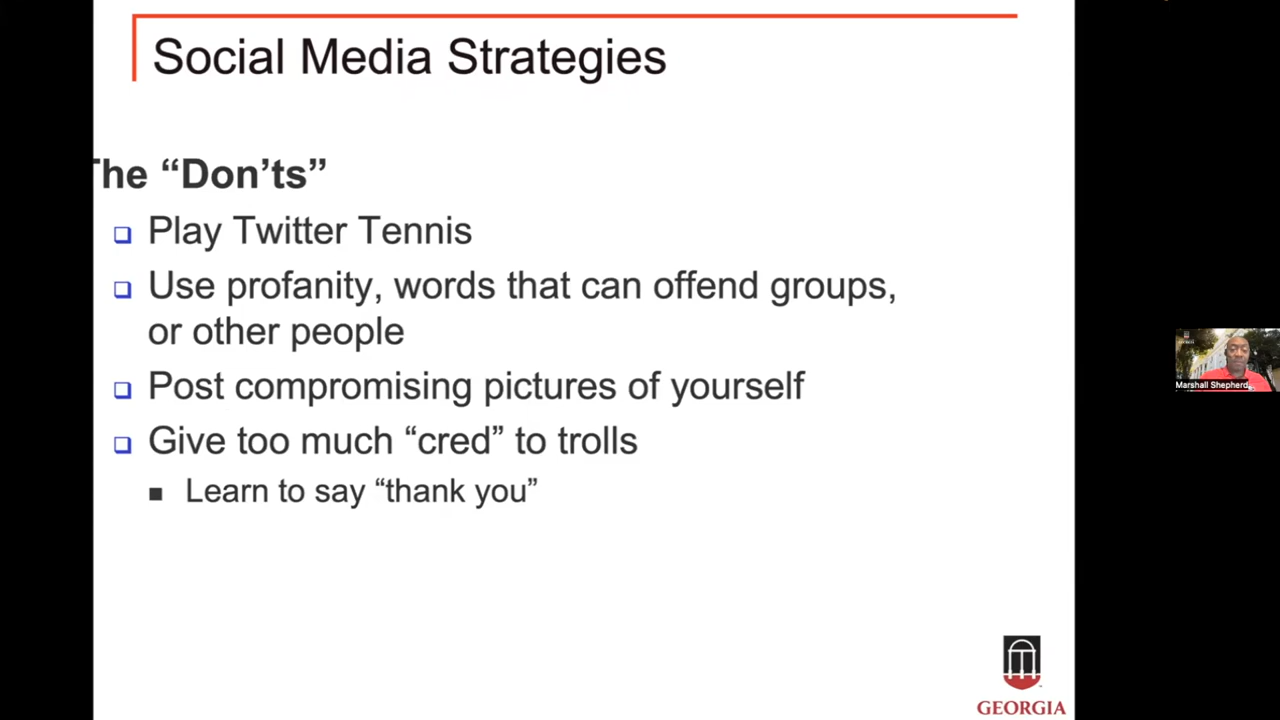 Social Media Strategies
The “Don’ts”
Play Twitter Tennis
Use profanity, words that can offend groups,
or other people
Post compromising pictures of yourself
Give too much “cred” to trolls
Learn to say “thank you”
Marshall Shepherd
GEORGIA